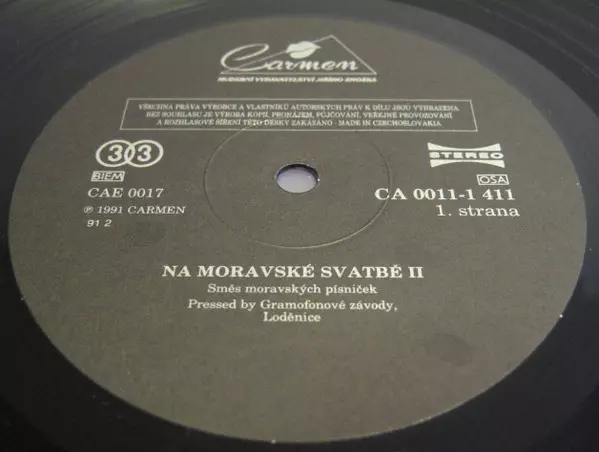 Carmen
HUDEBNÍ VYDAVATELSTVÍ JIŘÍHO ZMOŽKA
VŠECHNA PRÁVA VÝROBCE A VLASTNÍKŮ AUTORSKÝCH PRÁV K DÍLU JSOU VYHRAZENA.
BEZ SOUHLASU JE VÝROBA KOPIÍ, PRONÁJEM, PŮJČOVÁNÍ, VEŘEJNÉ PROVOZOVÁNÍ
A ROZHLASOVÉ ŠÍŘENÍ TÉTO DESKY ZAKÁZÁNO · MADE IN CZECHOSLOVAKIA
33 STEREO
BIEM OSA
CAE 0017 CA 0011-1 411
℗ 1991 CARMEN 1. strana
91 2
NA MORAVSKÉ SVATBĚ II
Směs moravských písniček
Pressed by Gramofonové závody,
Loděnice